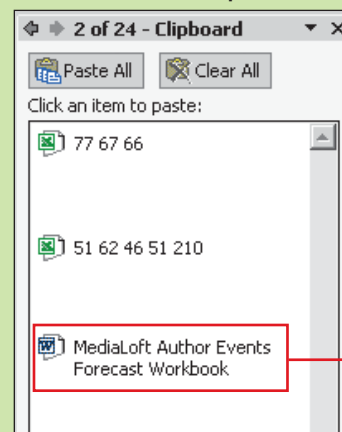 2 of 24 - Clipboard
Paste All Clear All
Click an item to paste:
77 67 66
51 62 46 51 210
MediaLoft Author Events
Forecast Workbook